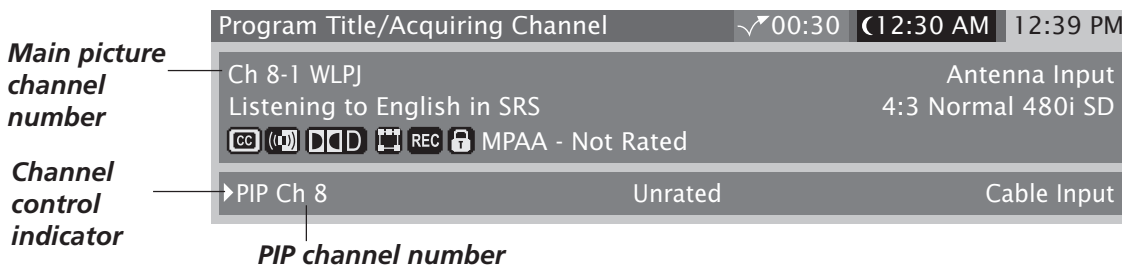 Program Title/Acquiring Channel 00:30 12:30 AM 12:39 PM
Main picture
channel
number
Ch 8-1 WLPJ Antenna Input
Listening to English in SRS 4:3 Normal 480i SD
CC REC MPAA - Not Rated
Channel
control
indicator
PIP Ch 8 Unrated Cable Input
PIP channel number